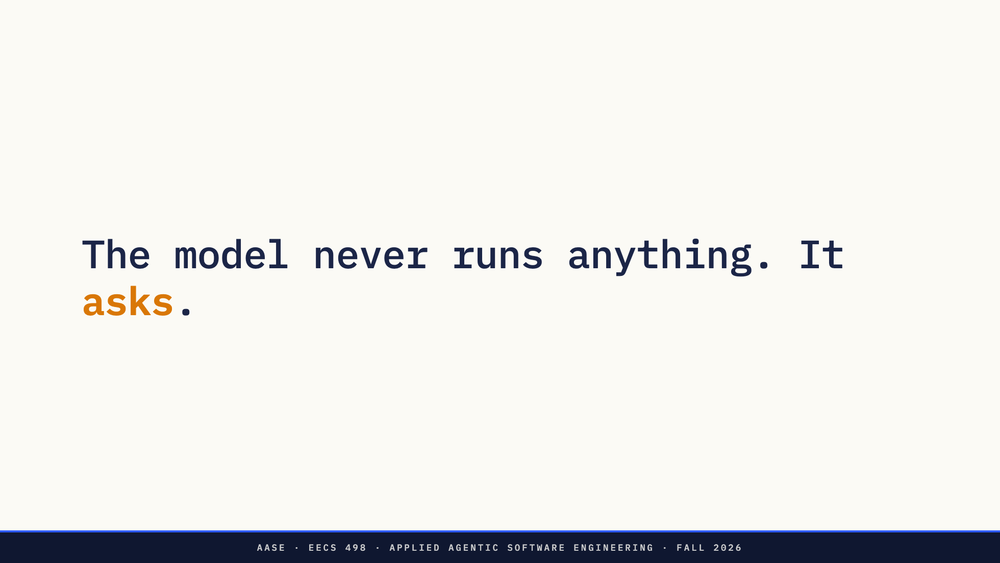 The model never runs anything. It
asks.
AASE · EECS 498 · APPLIED AGENTIC SOFTWARE ENGINEERING · FALL 2026